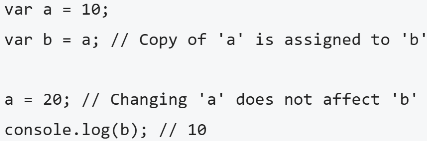 var a = 10;
var b = a; // Copy of 'a' is assigned to 'b'
a = 20; // Changing 'a' does not affect 'b'
console.log(b); // 10